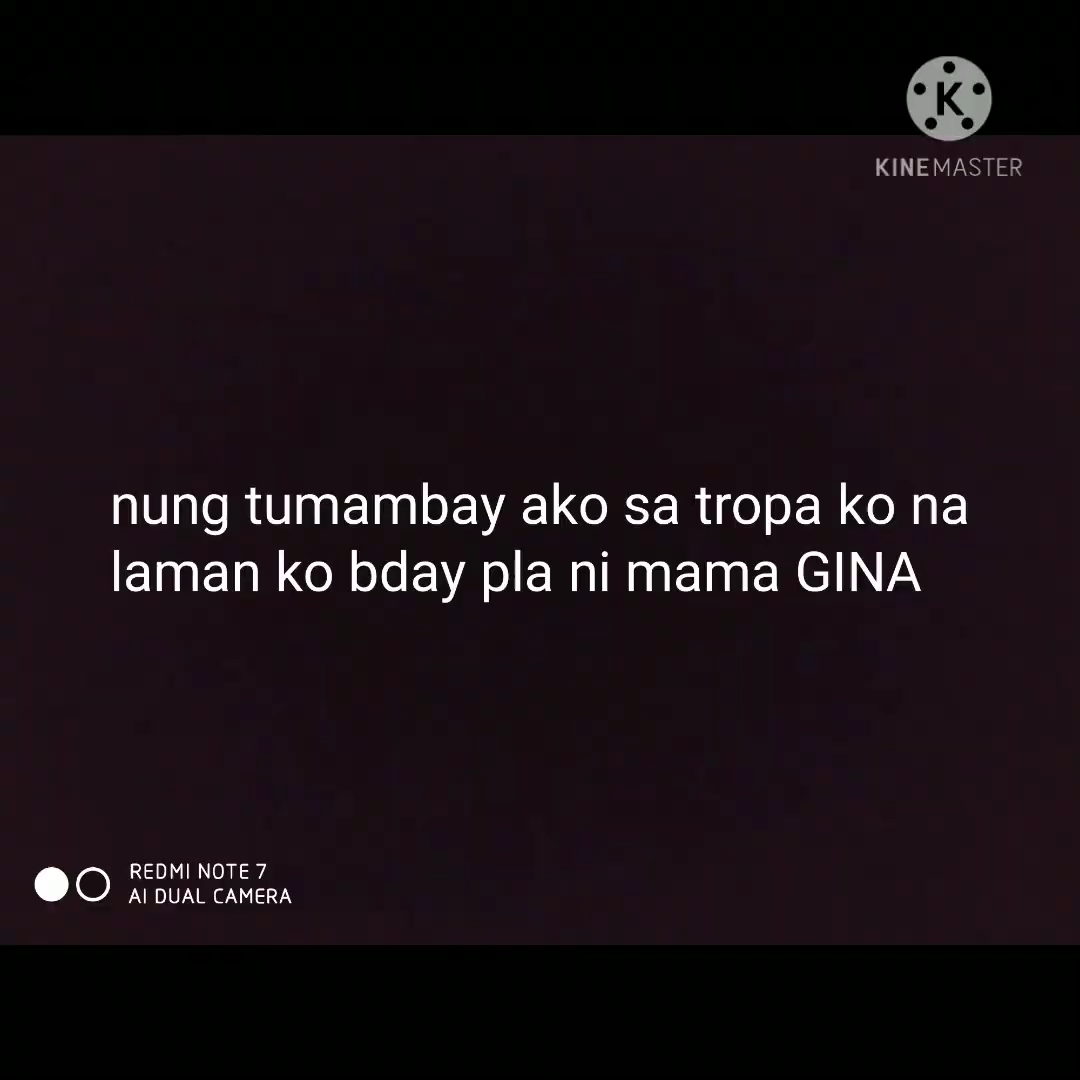 K
KINEMASTER
nung tumambay ako sa tropa ko na
laman ko bday pla ni mama GINA
REDMI NOTE 7
AI DUAL CAMERA